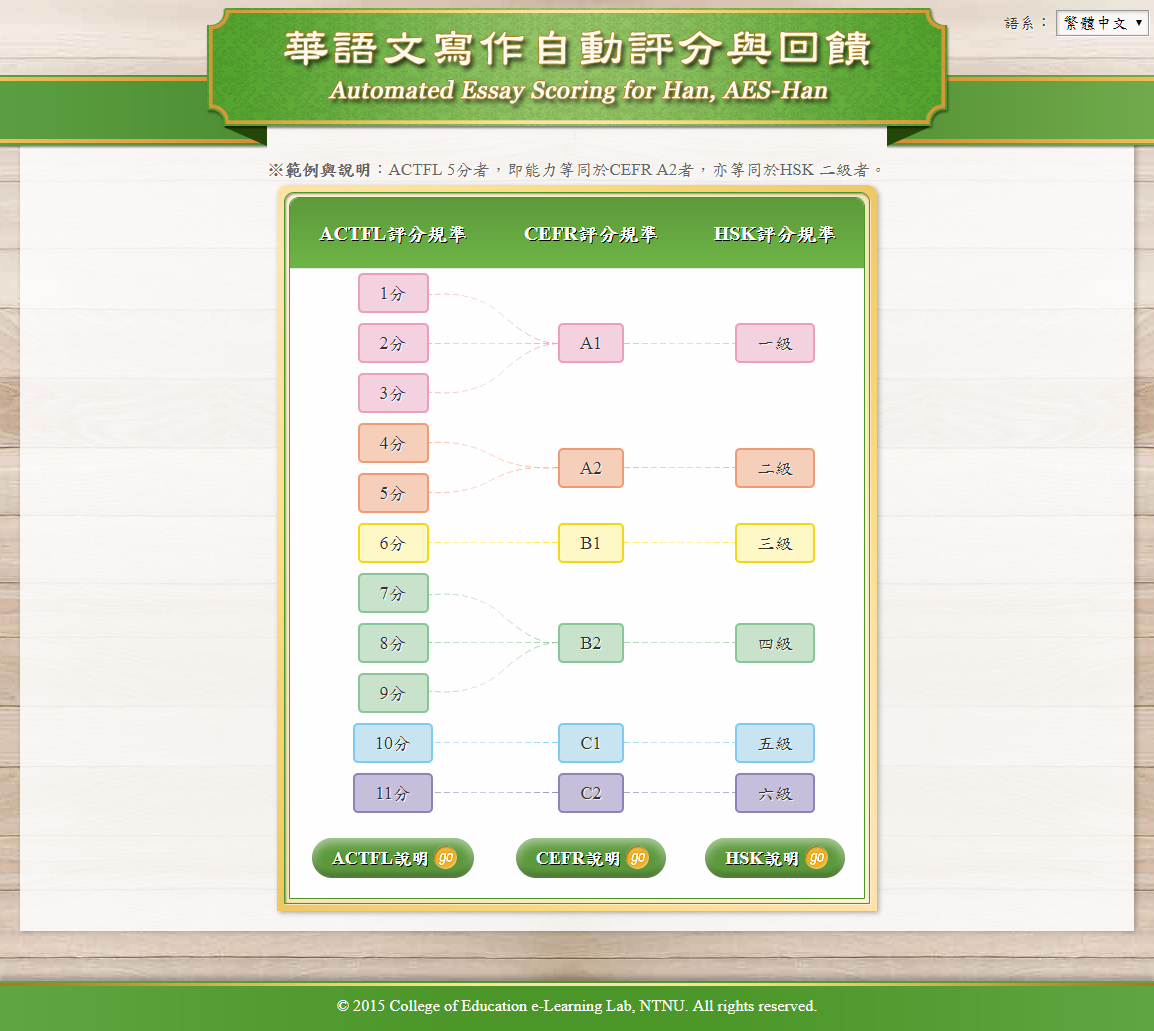 語系： 繁體中文
華語文寫作自動評分與回饋
Automated Essay Scoring for Han, AES-Han
※範例與說明：ACTFL 5分者，即能力等同於CEFR A2者，亦等同於HSK 二級者。
ACTFL評分規準 CEFR評分規準 HSK評分規準
1分
2分 A1 一級
3分
4分
A2 二級
5分
6分 B1 三級
7分
8分 B2 四級
9分
10分 C1 五級
11分 C2 六級
ACTFL說明 go CEFR說明 go HSK說明 go
© 2015 College of Education e-Learning Lab, NTNU. All rights reserved.